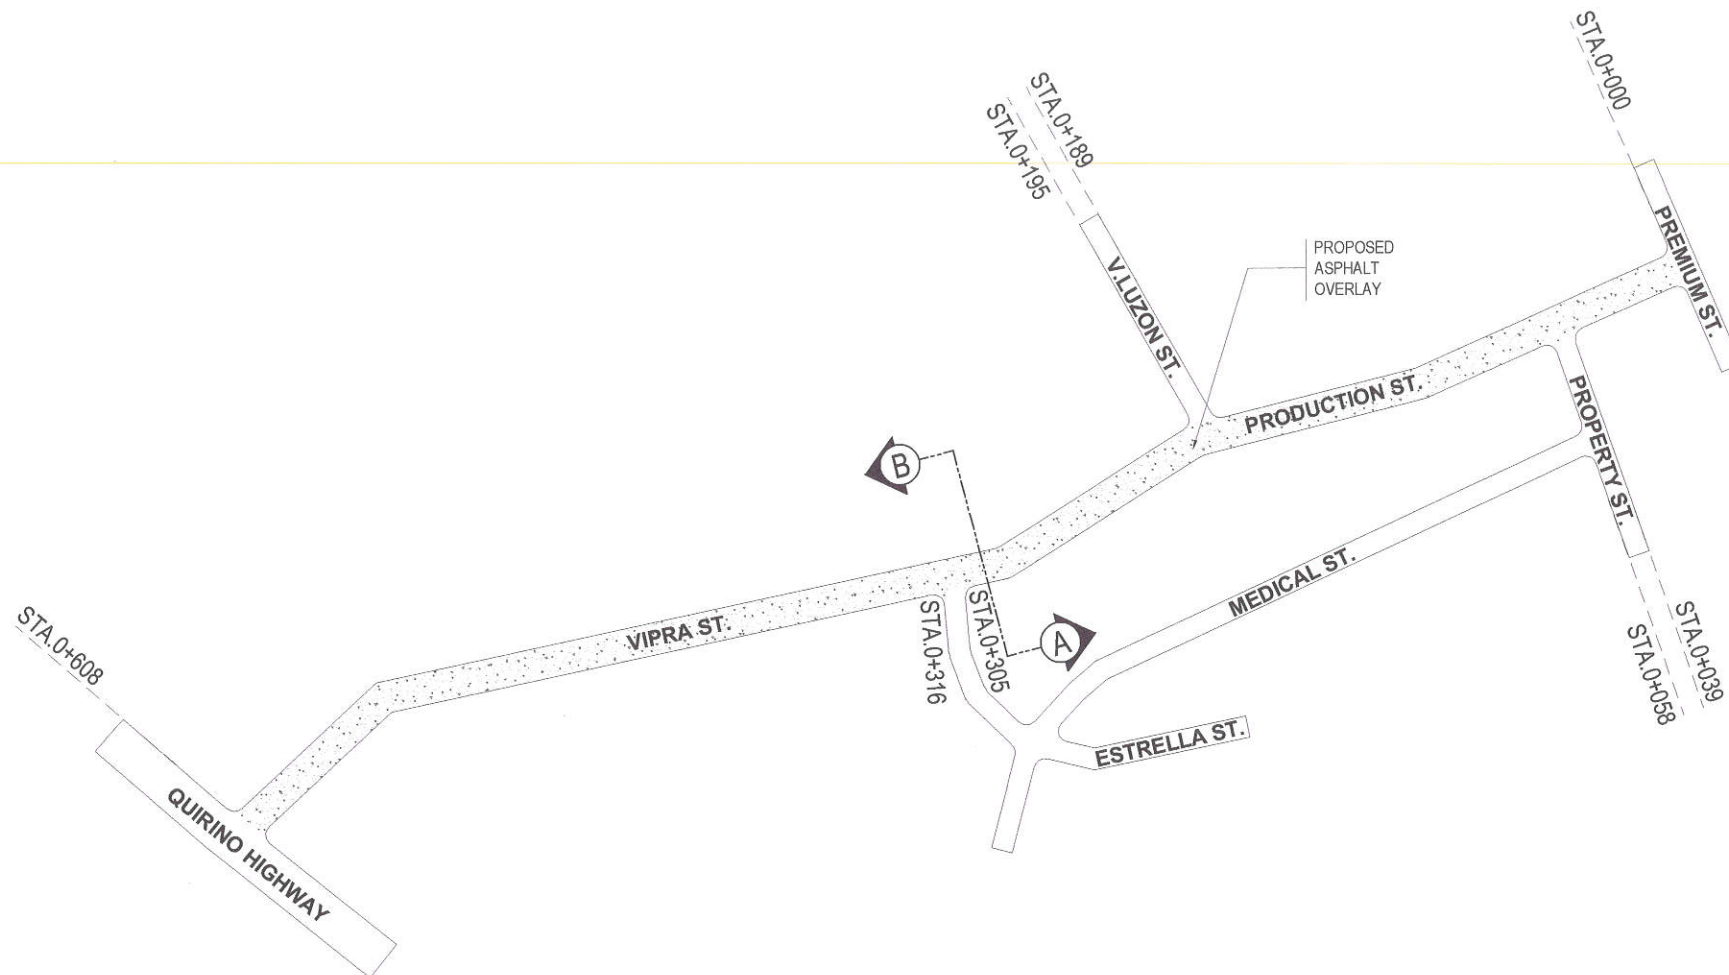 STA.0+000
STA.0+189
STA.0+195
PREMIUM ST.
PROPOSED
ASPHALT
OVERLAY
V.LUZON ST.
PRODUCTION ST.
PROPERTY ST.
B
MEDICAL ST.
STA.0+305
STA.0+316
A
VIPRA ST.
STA.0+039
STA.0+058
STA.0+608
ESTRELLA ST.
QUIRINO HIGHWAY